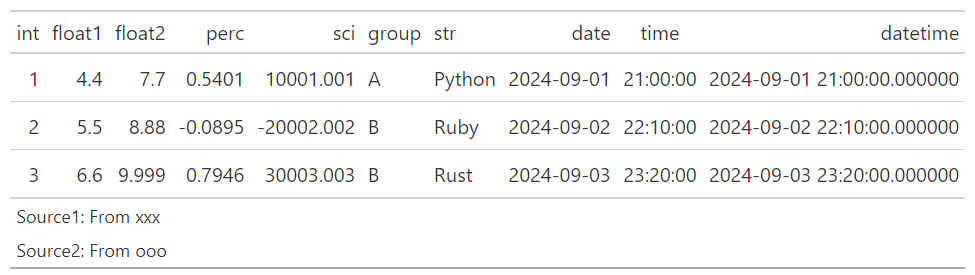 int float1 float2 perc sci group str date time datetime
1 4.4 7.7 0.5401 10001.001 A Python 2024-09-01 21:00:00 2024-09-01 21:00:00.000000
2 5.5 8.88 -0.0895 -20002.002 B Ruby 2024-09-02 22:10:00 2024-09-02 22:10:00.000000
3 6.6 9.999 0.7946 30003.003 B Rust 2024-09-03 23:20:00 2024-09-03 23:20:00.000000
Source1: From xxx
Source2: From ooo